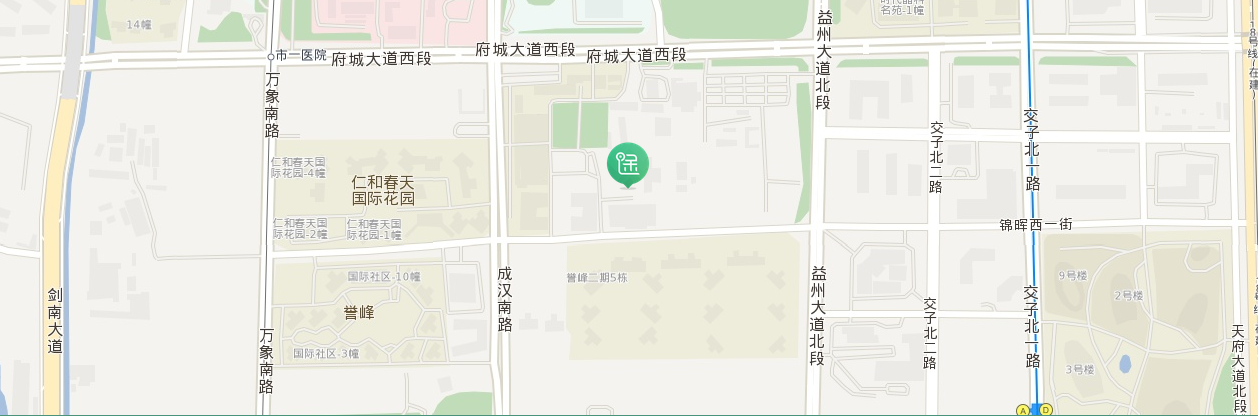 14幢
时代晶科
名苑-1幢
市一医院
府城大道西段
府城大道西段
府城大道西段
益州大道北段
8号线(在建)
万象南路
仁和春天国
际花园-4幢
仁和春天
国际花园
仁和春天国
际花园-2幢
仁和春天国
际花园-1幢
保
交子北二路
交子北一路
锦晖西一街
国际社区-10幢
誉峰
国际社区-3幢
誉峰二期5栋
剑南大道
万象南路
成汉南路
益州大道北段
交子北二路
交子北一路
9号楼
2号楼
3号楼
天府大道北段
A
D